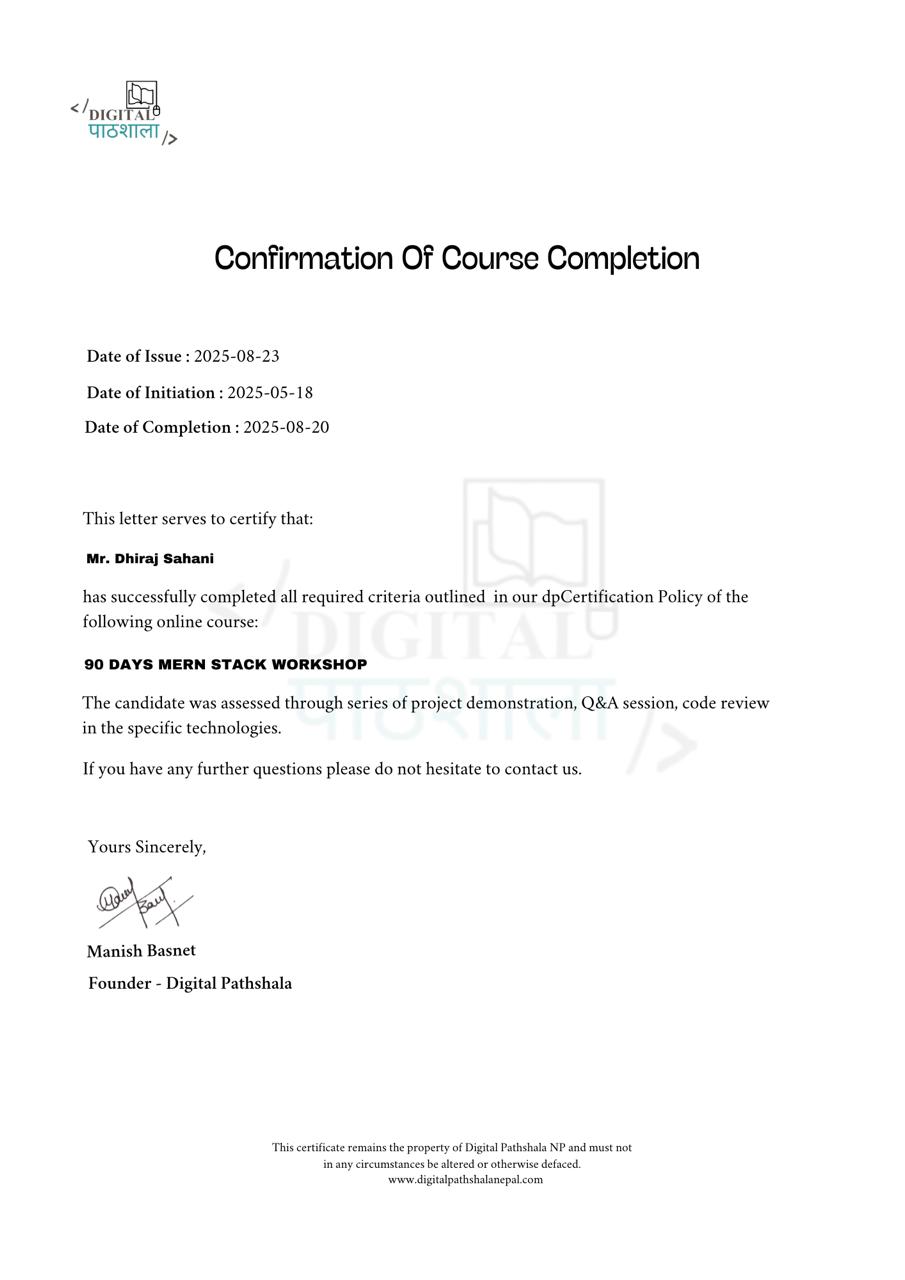 </DIGITAL
पाठशाला/>
Confirmation Of Course Completion
Date of Issue : 2025-08-23
Date of Initiation : 2025-05-18
Date of Completion : 2025-08-20
This letter serves to certify that:
Mr. Dhiraj Sahani
has successfully completed all required criteria outlined  in our dpCertification Policy of the
following online course:
90 DAYS MERN STACK WORKSHOP
The candidate was assessed through series of project demonstration, Q&A session, code review
in the specific technologies.
If you have any further questions please do not hesitate to contact us.
</DIGITAL
पाठशाला/>
Yours Sincerely,
Manish Basnet
Founder - Digital Pathshala
This certificate remains the property of Digital Pathshala NP and must not
in any circumstances be altered or otherwise defaced.
www.digitalpathshalanepal.com